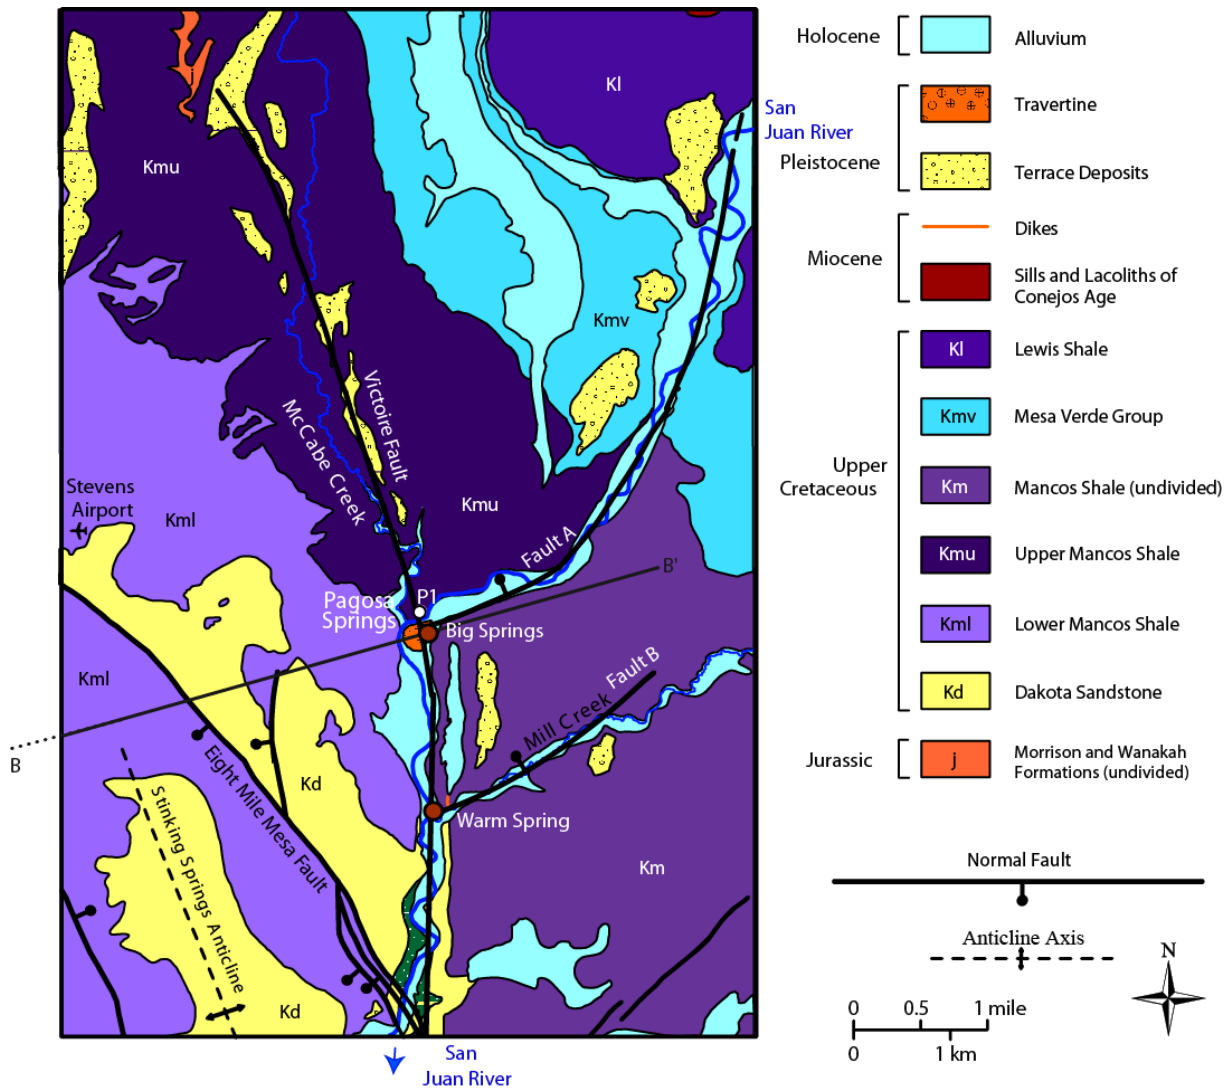 Kl
San
Juan River
Kmu
j
Kmv
Victoire Fault
McCabe Creek
Stevens
Airport
Kml
Kmu
Fault A
B'
Pagosa
Springs
P1
Big Springs
Kml
Fault B
Mill Creek
B
Kd
Eight Mile Mesa Fault
Stinking Springs Anticline
Warm Spring
Km
Kd
San
Juan River
Holocene
Alluvium
Pleistocene
Travertine
Terrace Deposits
Miocene
Dikes
Sills and Lacoliths of
Conejos Age
Upper
Cretaceous
Kl
Lewis Shale
Kmv
Mesa Verde Group
Km
Mancos Shale (undivided)
Kmu
Upper Mancos Shale
Kml
Lower Mancos Shale
Kd
Dakota Sandstone
Jurassic
j
Morrison and Wanakah
Formations (undivided)
Normal Fault
Anticline Axis
N
0 0.5 1 mile
0 1 km